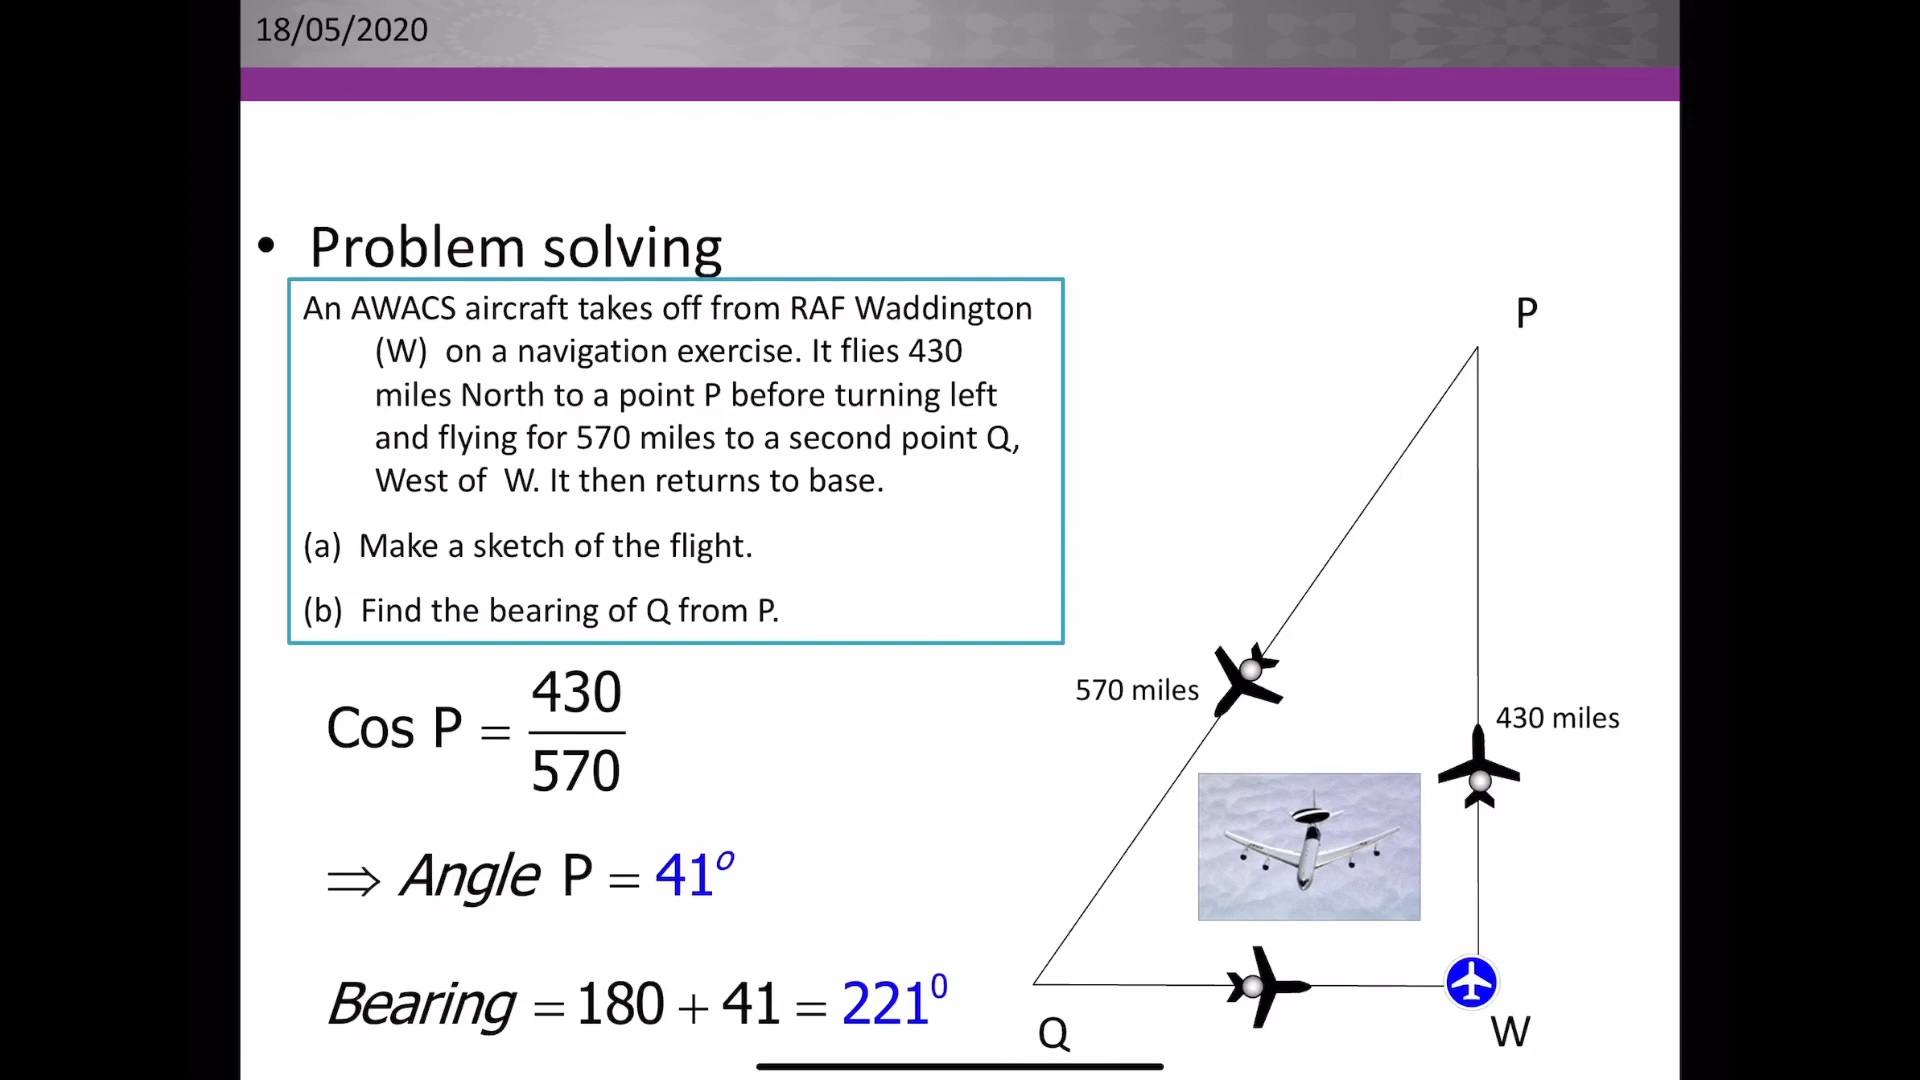 18/05/2020
• Problem solving
An AWACS aircraft takes off from RAF Waddington
(W) on a navigation exercise. It flies 430
miles North to a point P before turning left
and flying for 570 miles to a second point Q,
West of W. It then returns to base.
(a) Make a sketch of the flight.
(b) Find the bearing of Q from P.
Cos P = 430/570
⇒ Angle P = 41°
Bearing = 180 + 41 = 221⁰
P
570 miles
430 miles
Q
W